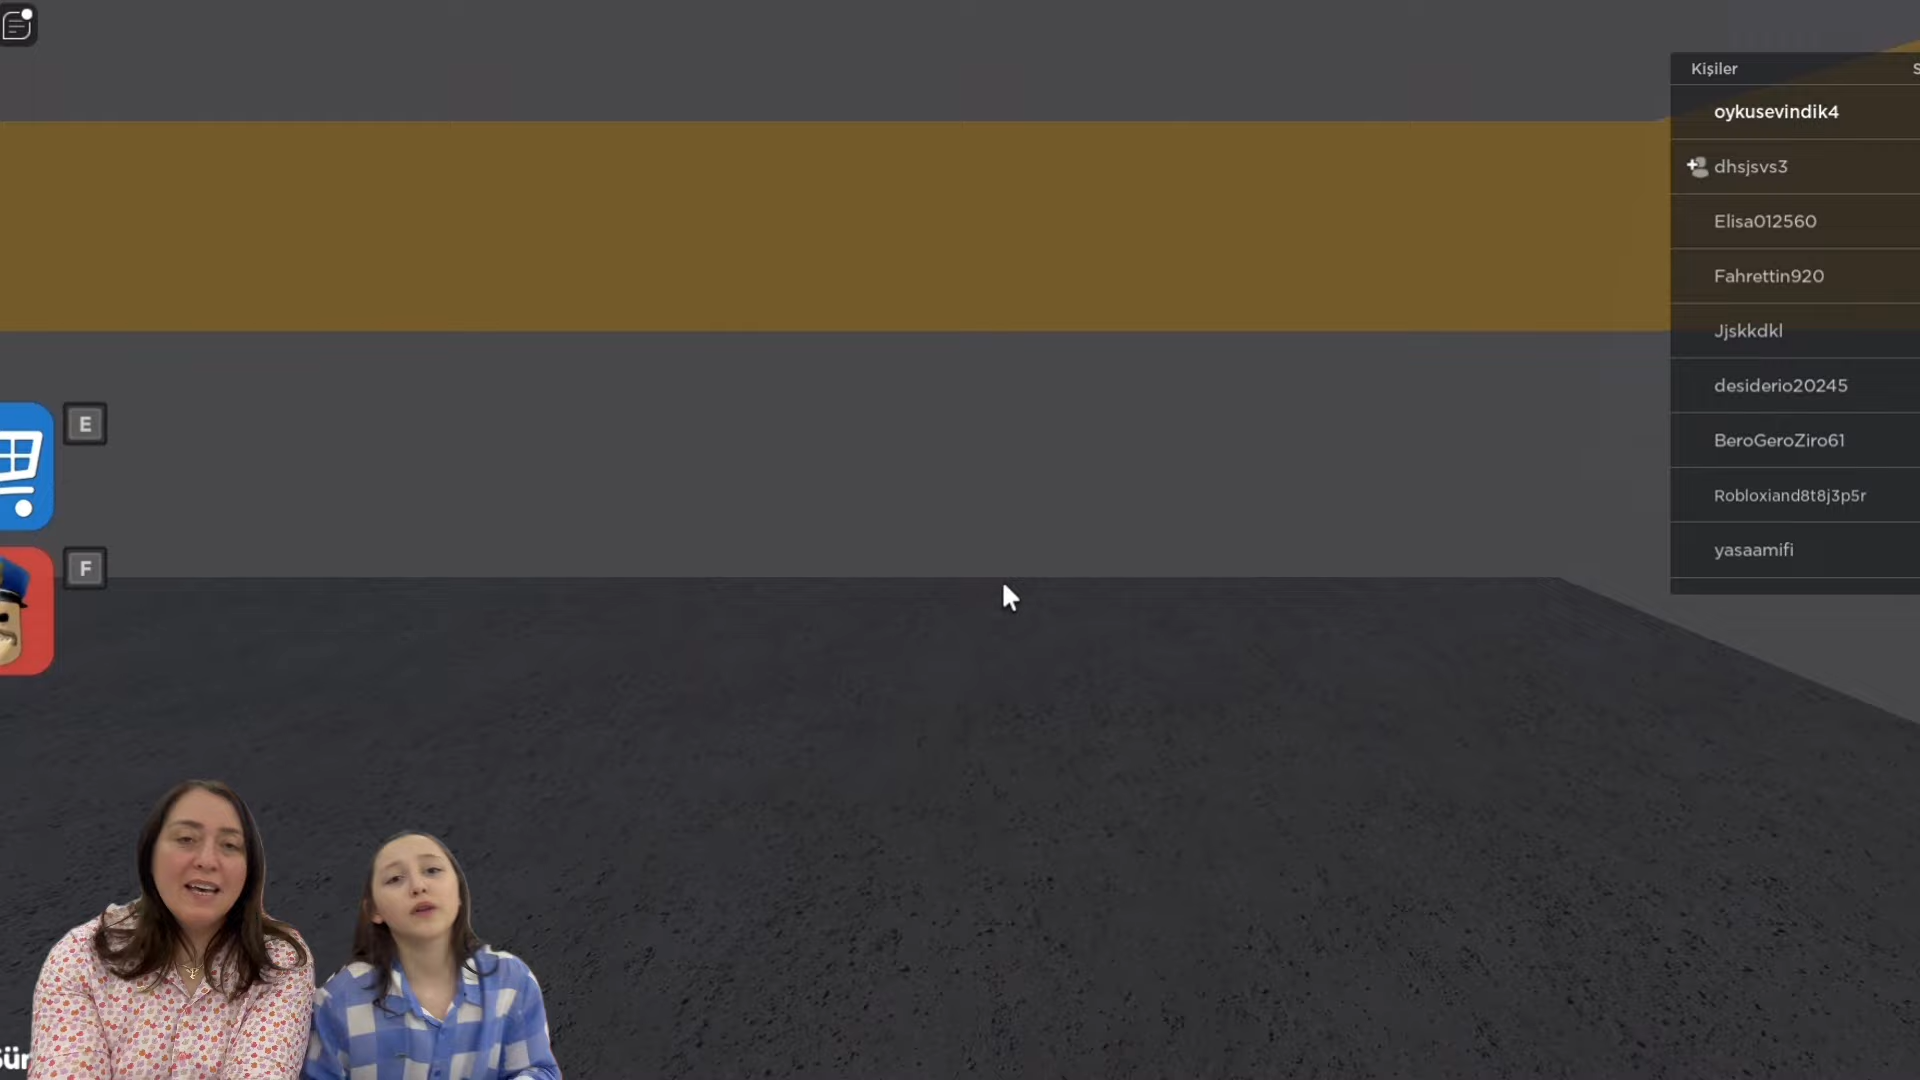 Kişiler
oykusevindik4
dhsjsvs3
Elisa012560
Fahrettin920
Jjskkdkl
desiderio20245
BeroGeroZiro61
Robloxiand8t8j3p5r
yasaamifi
E
F